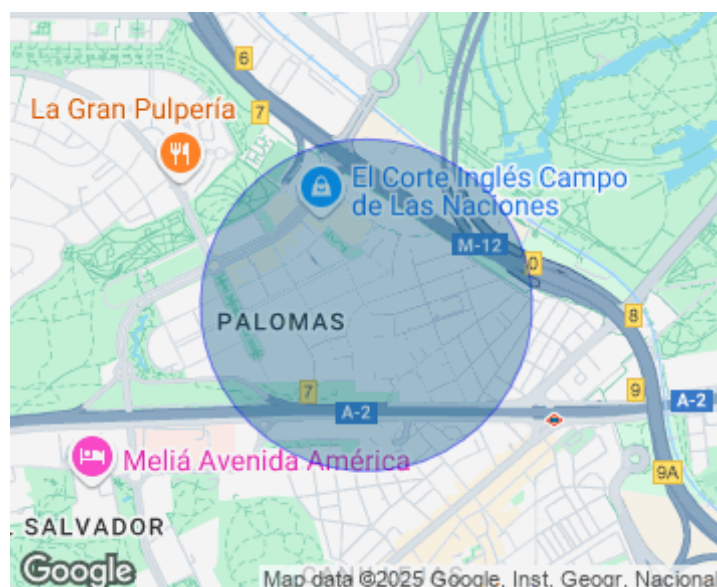 6
7
La Gran Pulpería
El Corte Inglés Campo
de Las Naciones
M-12
0
8
PALOMAS
7
A-2
9
A-2
Meliá Avenida América
9A
SALVADOR
Google
Map data ©2025 Google, Inst. Geogr. Nacional